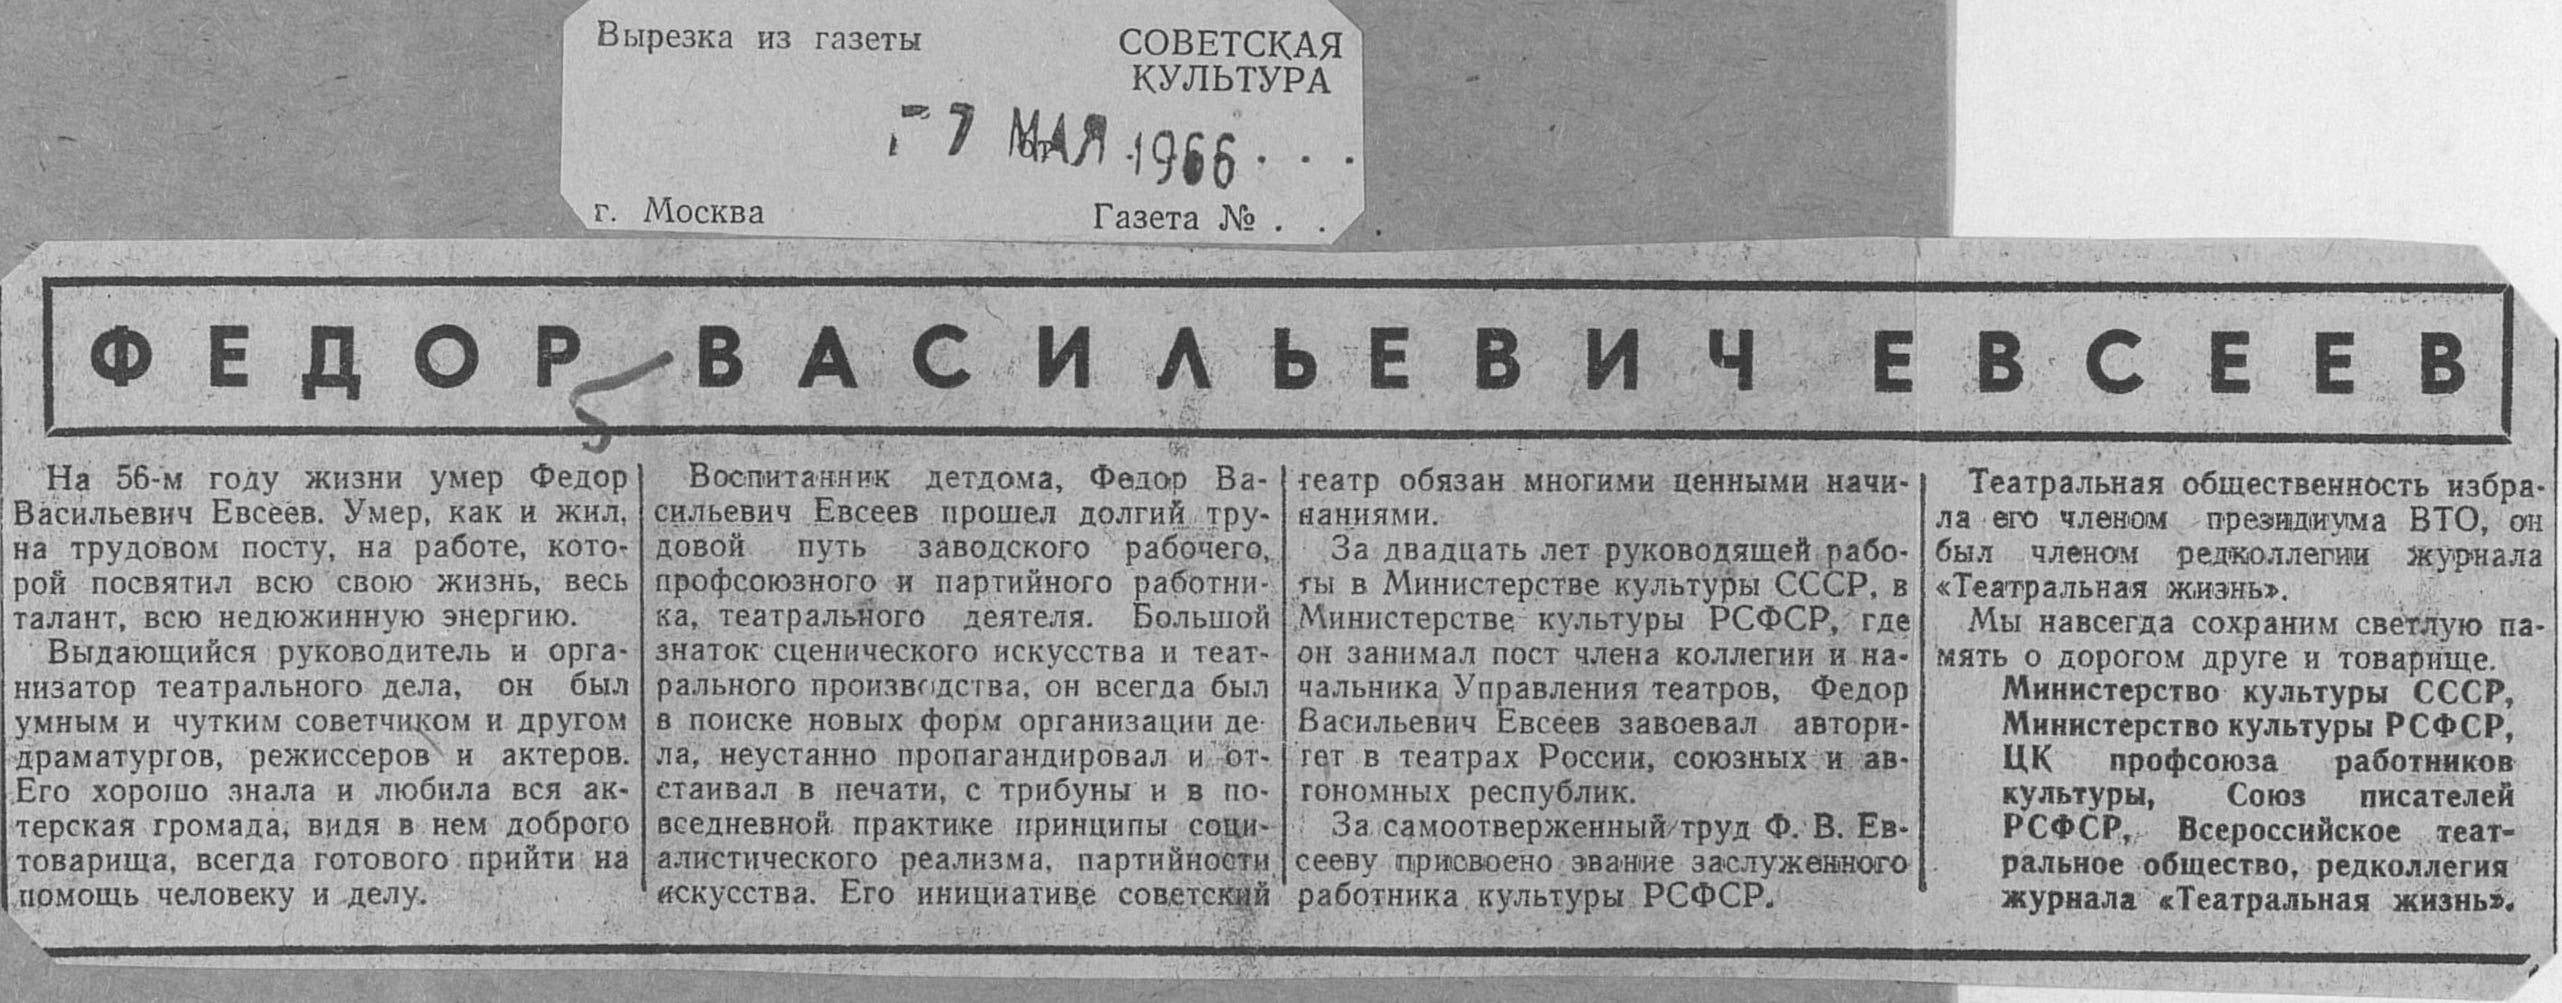 Вырезка из газеты
СОВЕТСКАЯ
КУЛЬТУРА
7 МАЯ 1966 . . .
г. Москва
Газета № . . .
ФЕДОР ВАСИЛЬЕВИЧ ЕВСЕЕВ
На 56-м году жизни умер Федор
Васильевич Евсеев. Умер, как и жил,
на трудовом посту, на работе, кото-
рой посвятил всю свою жизнь, весь
талант, всю недюжинную энергию.
Выдающийся руководитель и орга-
низатор театрального дела, он был
умным и чутким советчиком и другом
драматургов, режиссеров и актеров.
Его хорошо знала и любила вся ак-
терская громада, видя в нем доброго
товарища, всегда готового прийти на
помощь человеку и делу.
Воспитанник детдома, Федор Ва-
сильевич Евсеев прошел долгий тру-
довой путь заводского рабочего,
профсоюзного и партийного работни-
ка, театрального деятеля. Большой
знаток сценического искусства и теат-
рального производства, он всегда был
в поиске новых форм организации де-
ла, неустанно пропагандировал и от-
стаивал в печати, с трибуны и в по-
вседневной практике принципы соци-
алистического реализма, партийности
искусства. Его инициативе советский
театр обязан многими ценными начи-
наниями.
За двадцать лет руководящей рабо-
ты в Министерстве культуры СССР, в
Министерстве культуры РСФСР, где
он занимал пост члена коллегии и на-
чальника Управления театров, Федор
Васильевич Евсеев завоевал автори-
тет в театрах России, союзных и ав-
тономных республик.
За самоотверженный труд Ф. В. Ев-
сееву присвоено звание заслуженного
работника культуры РСФСР.
Театральная общественность избра-
ла его членом президиума ВТО, он
был членом редколлегии журнала
«Театральная жизнь».
Мы навсегда сохраним светлую па-
мять о дорогом друге и товарище.
Министерство культуры СССР,
Министерство культуры РСФСР,
ЦК профсоюза работников
культуры, Союз писателей
РСФСР, Всероссийское теат-
ральное общество, редколлегия
журнала «Театральная жизнь».